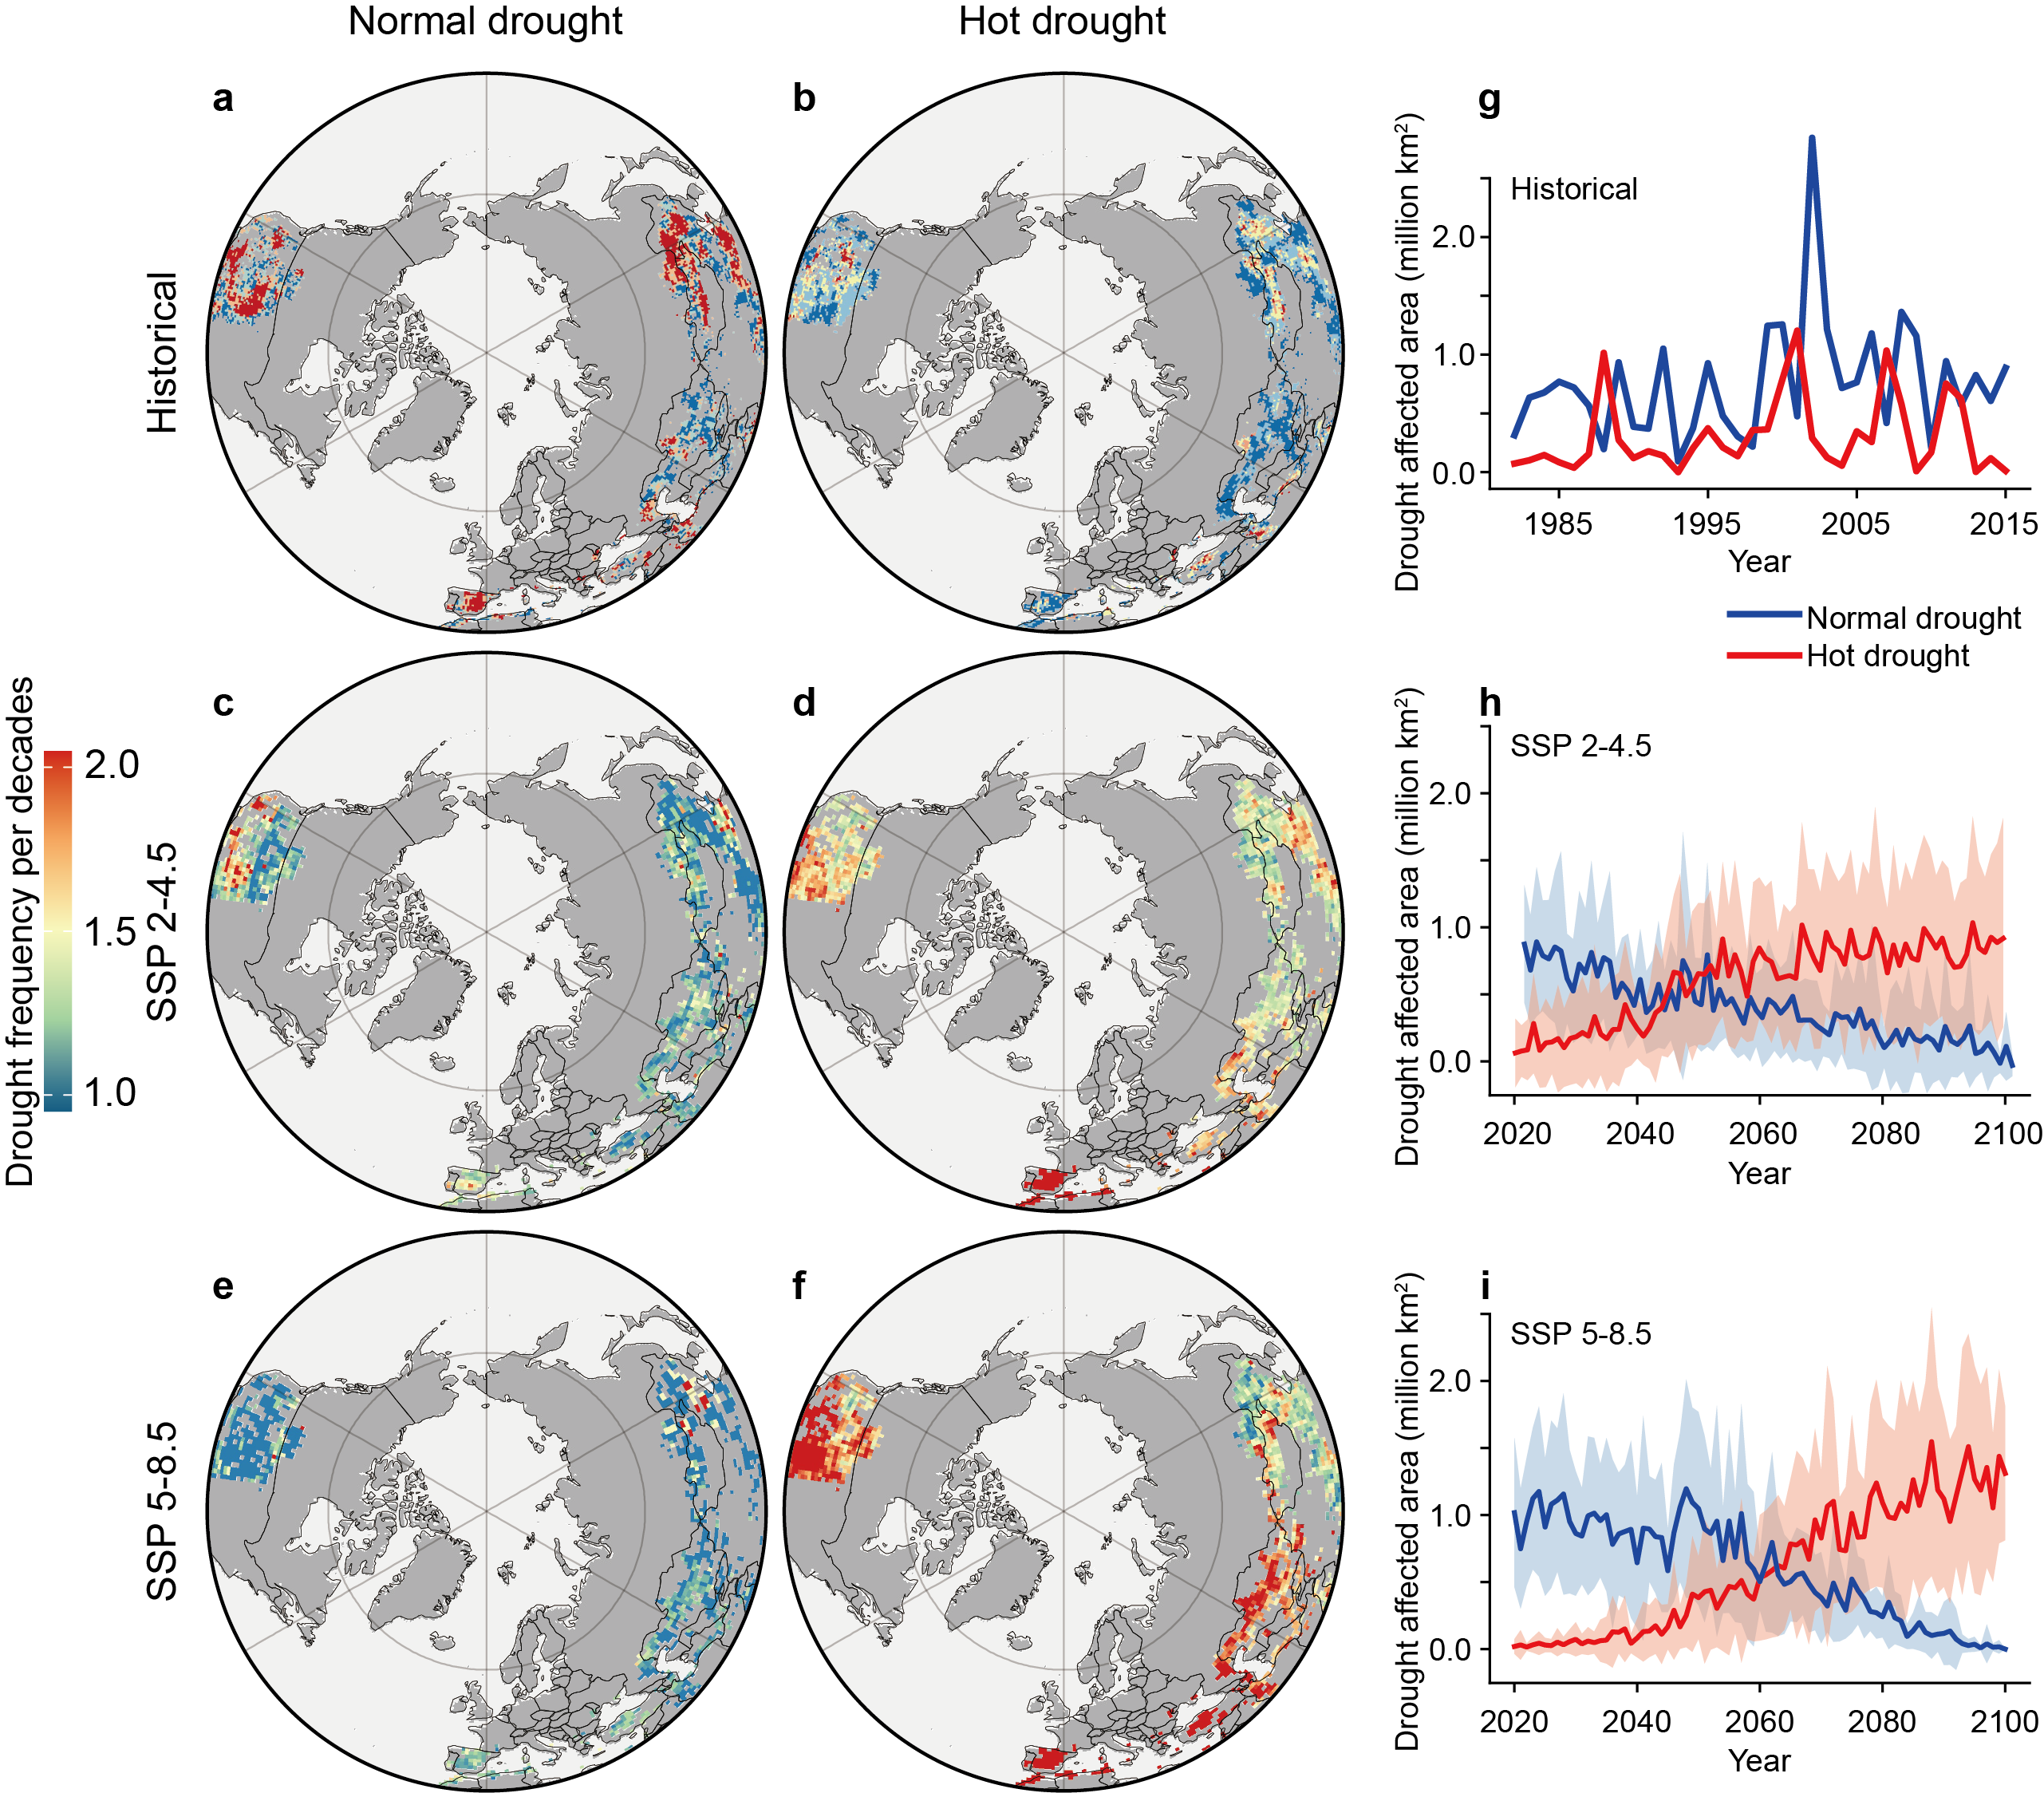 Normal drought
Hot drought
a
b
g
Historical
Historical
Drought affected area (million km²)
2.0
1.0
0.0
1985
1995
2005
2015
Year
Normal drought
Hot drought
c
d
h
SSP 2-4.5
SSP 2-4.5
Drought frequency per decades
2.0
1.5
1.0
Drought affected area (million km²)
2.0
1.0
0.0
2020
2040
2060
2080
2100
Year
e
f
i
SSP 5-8.5
SSP 5-8.5
Drought affected area (million km²)
2.0
1.0
0.0
2020
2040
2060
2080
2100
Year